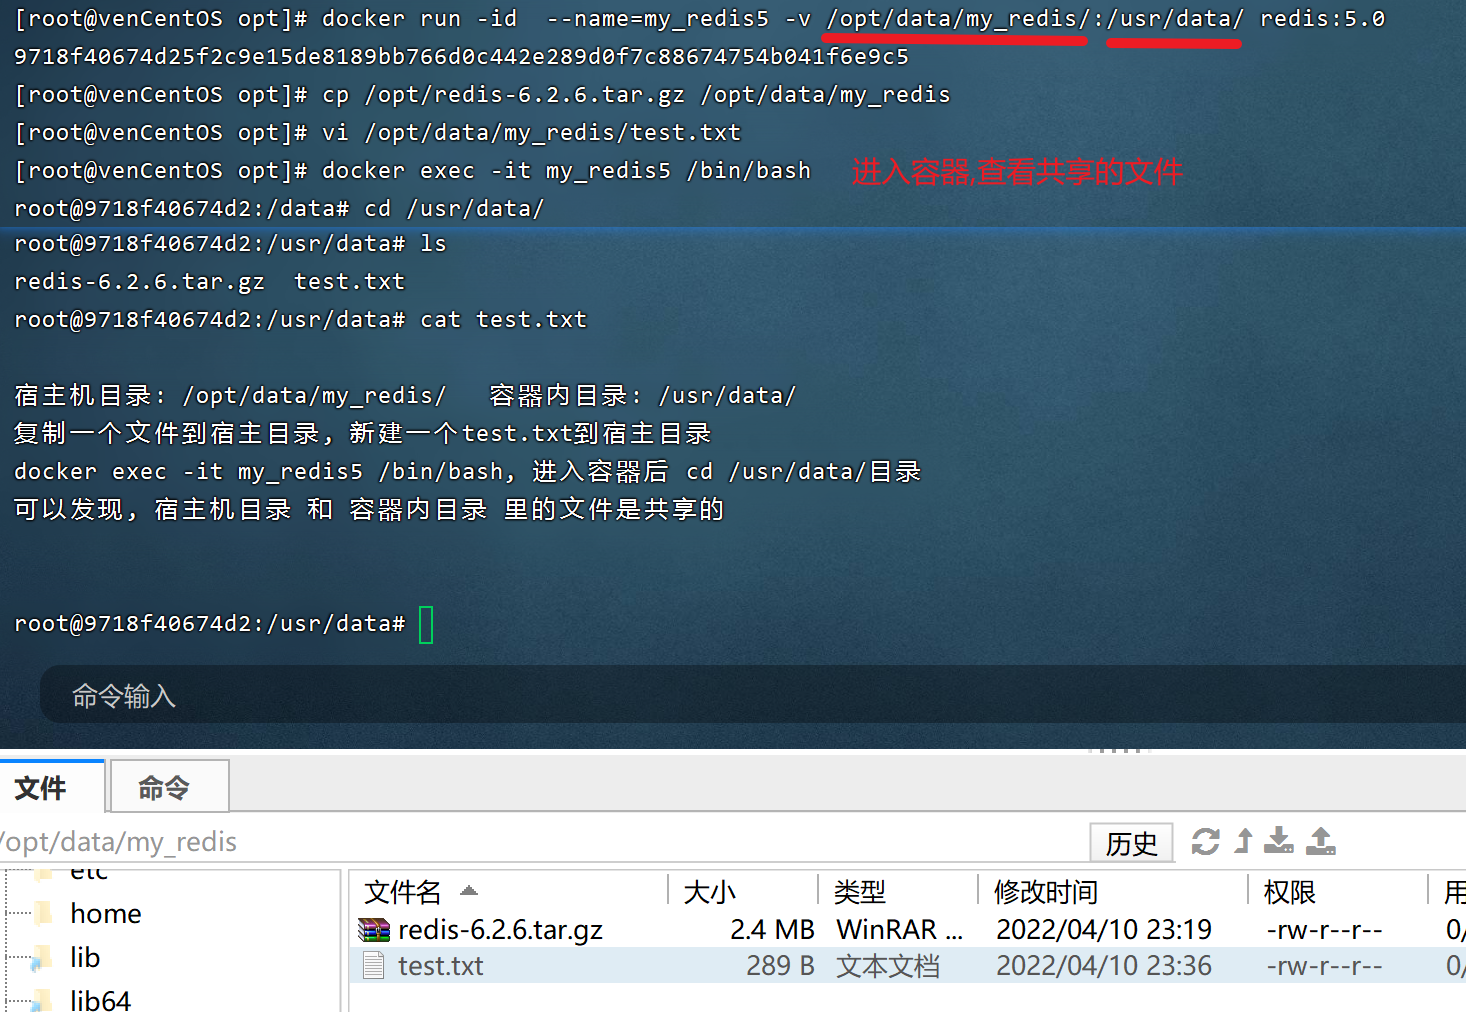 [root@venCentOS opt]# docker run -id  --name=my_redis5 -v /opt/data/my_redis/:/usr/data/ redis:5.0
9718f40674d25f2c9e15de8189bb766d0c442e289d0f7c88674754b041f6e9c5
[root@venCentOS opt]# cp /opt/redis-6.2.6.tar.gz /opt/data/my_redis
[root@venCentOS opt]# vi /opt/data/my_redis/test.txt
[root@venCentOS opt]# docker exec -it my_redis5 /bin/bash 进入容器,查看共享的文件
root@9718f40674d2:/data# cd /usr/data/
root@9718f40674d2:/usr/data# ls
redis-6.2.6.tar.gz  test.txt
root@9718f40674d2:/usr/data# cat test.txt
宿主机目录: /opt/data/my_redis/   容器内目录: /usr/data/
复制一个文件到宿主目录, 新建一个test.txt到宿主目录
docker exec -it my_redis5 /bin/bash, 进入容器后 cd /usr/data/目录
可以发现, 宿主机目录 和 容器内目录 里的文件是共享的
root@9718f40674d2:/usr/data#
命令输入
文件 命令
/opt/data/my_redis 历史
etc
home
lib
lib64
文件名 大小 类型 修改时间 权限 用
redis-6.2.6.tar.gz 2.4 MB WinRAR ... 2022/04/10 23:19 -rw-r--r-- 0/
test.txt 289 B 文本文档 2022/04/10 23:36 -rw-r--r-- 0/